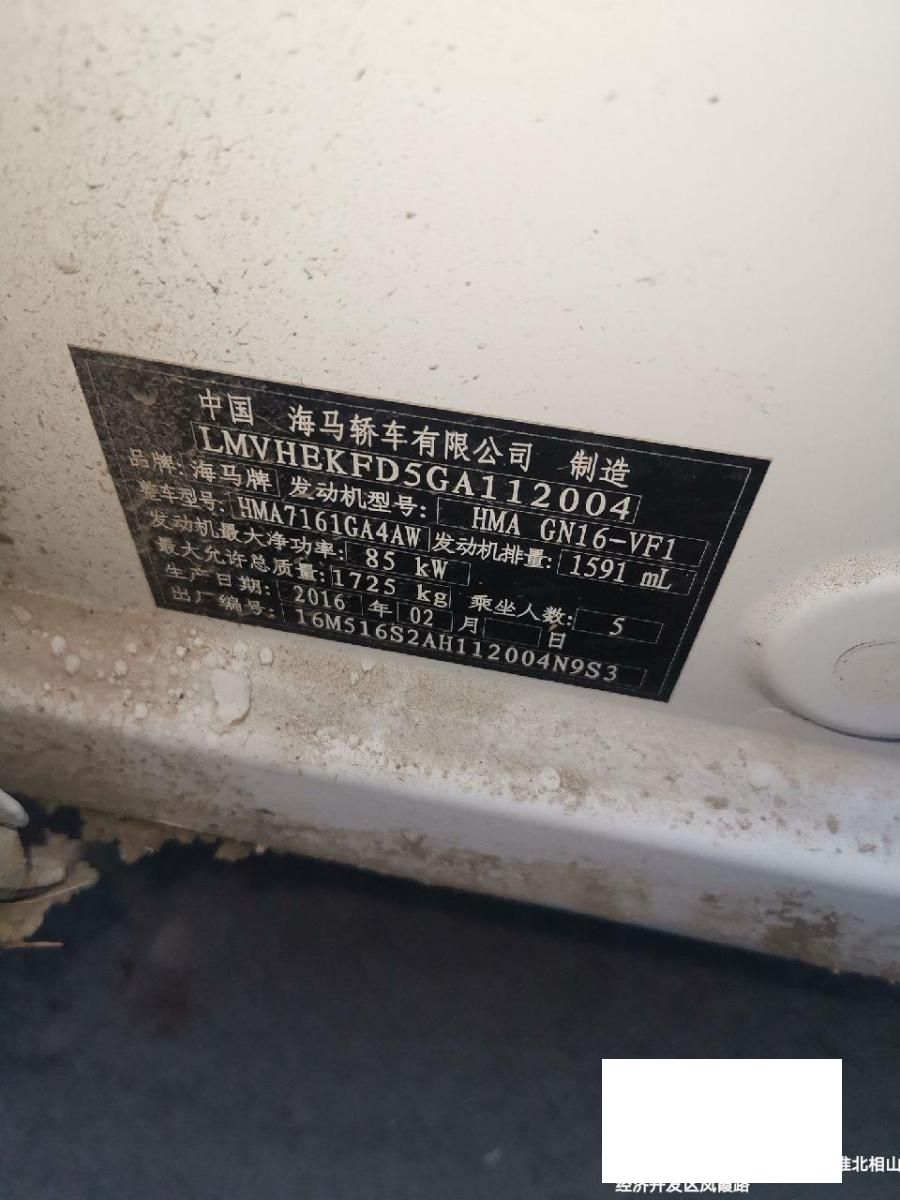 中国 海马轿车有限公司 制造
LMVHEKFD5GA112004
品牌: 海马牌 发动机型号: HMA GN16-VF1
整车型号: HMA7161GA4AW 发动机排量: 1591 mL
发动机最大净功率: 85 kW
最大允许总质量: 1725 kg 乘坐人数: 5
生产日期: 2016 年 02 月 日
出厂编号: 16M516S2AH112004N9S3
淮北相山
经济开发区凤霞路